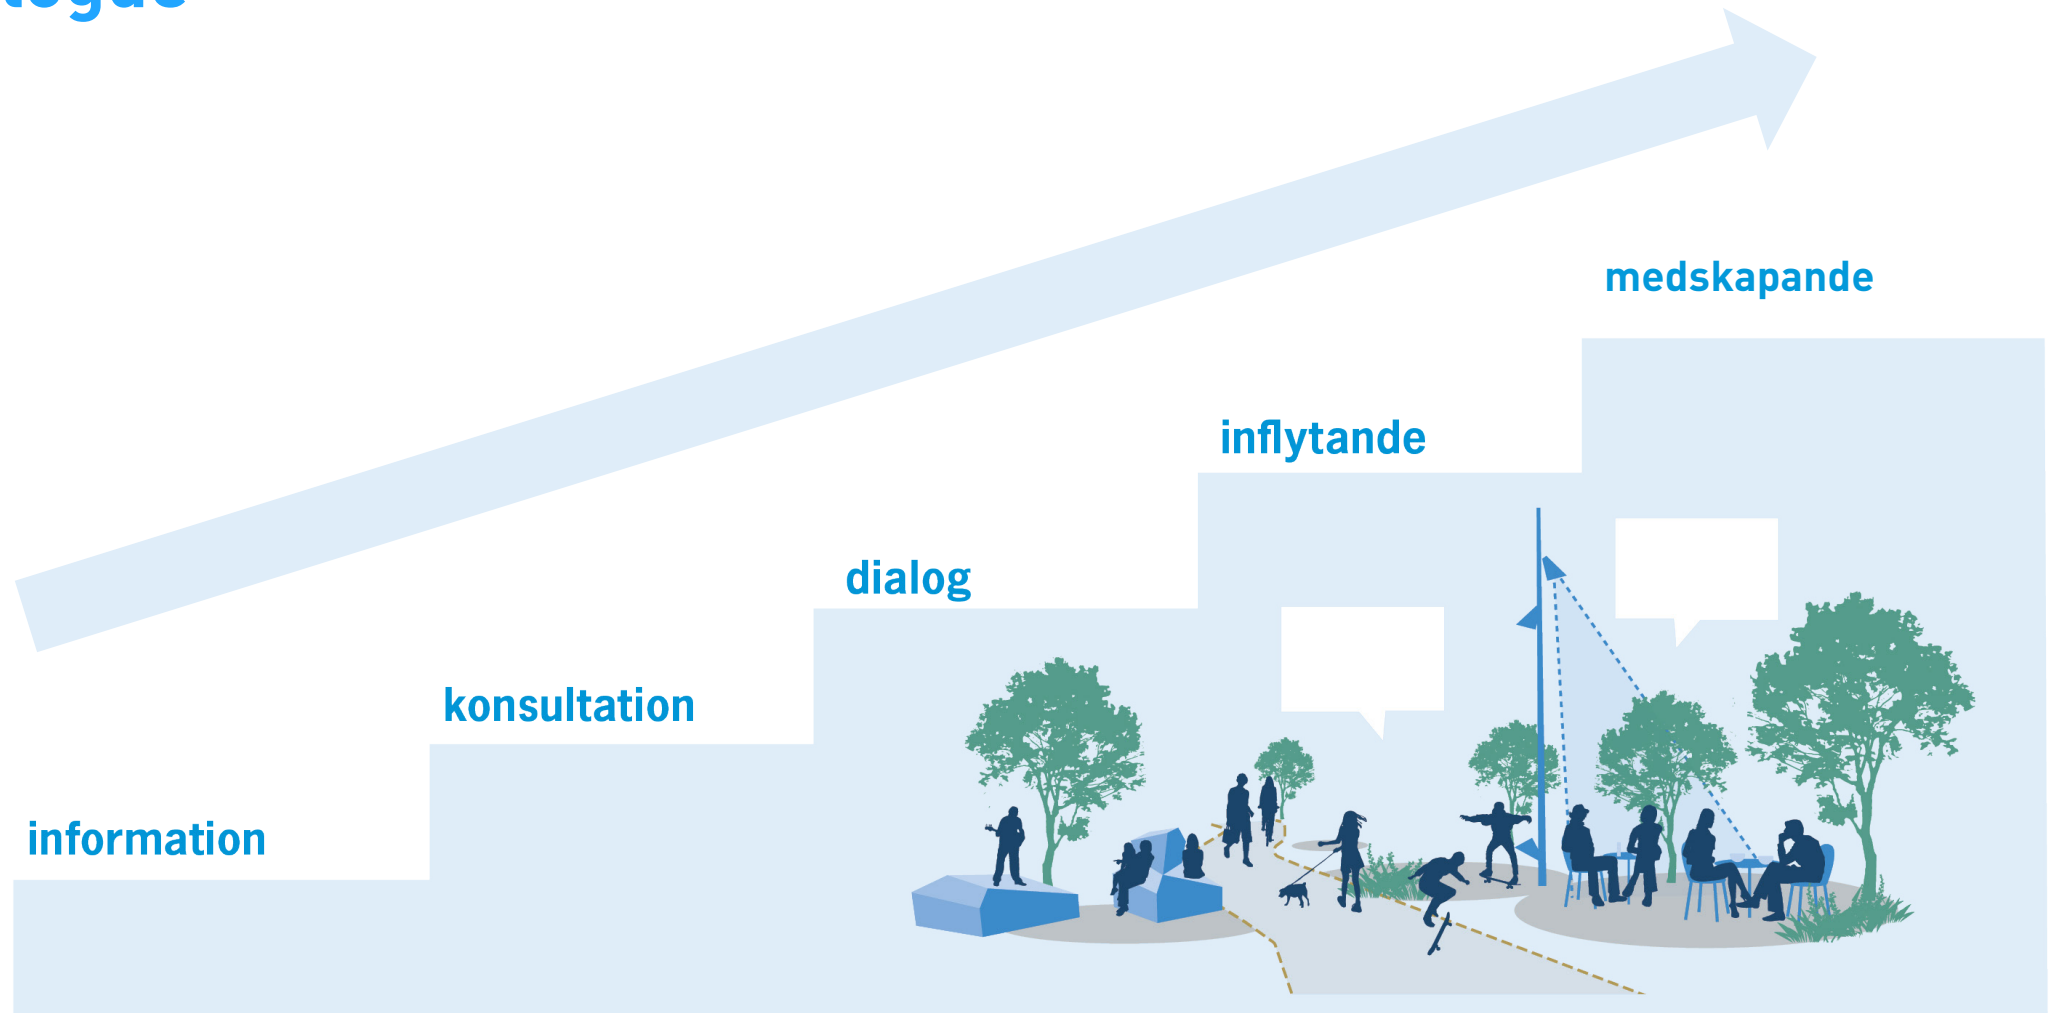 medskapande
inflytande
dialog
konsultation
information